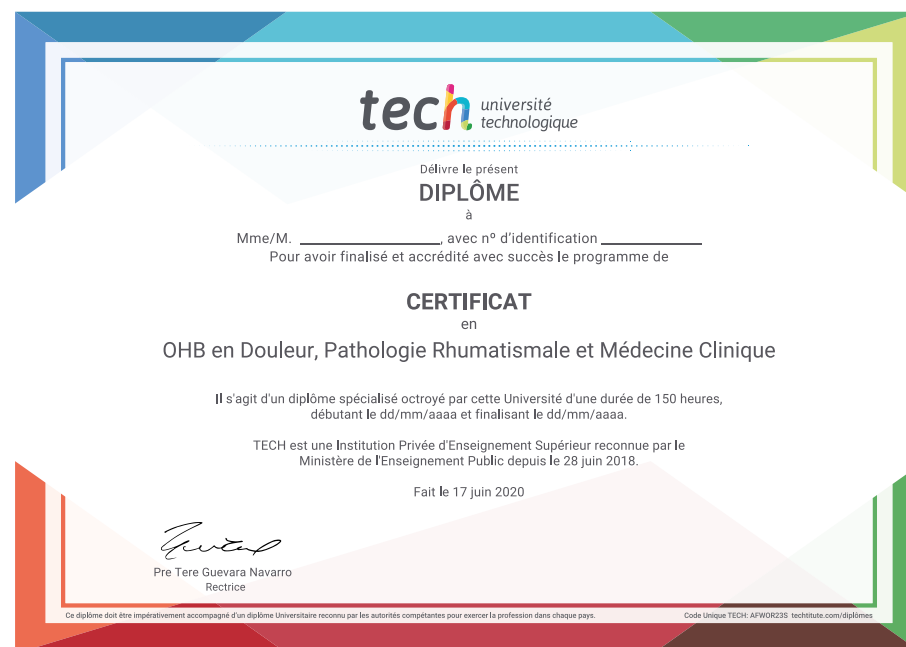 tech université
technologique
Délivre le présent
DIPLÔME
à
Mme/M. ____________________, avec nº d'identification ______________
Pour avoir finalisé et accrédité avec succès le programme de
CERTIFICAT
en
OHB en Douleur, Pathologie Rhumatismale et Médecine Clinique
Il s'agit d'un diplôme spécialisé octroyé par cette Université d'une durée de 150 heures,
débutant le dd/mm/aaaa et finalisant le dd/mm/aaaa.
TECH est une Institution Privée d'Enseignement Supérieur reconnue par le
Ministère de l'Enseignement Public depuis le 28 juin 2018.
Fait le 17 juin 2020
Pre Tere Guevara Navarro
Rectrice
Ce diplôme doit être impérativement accompagné d'un diplôme Universitaire reconnu par les autorités compétantes pour exercer la profession dans chaque pays.
Code Unique TECH: AFWOR23S techtitute.com/diplômes